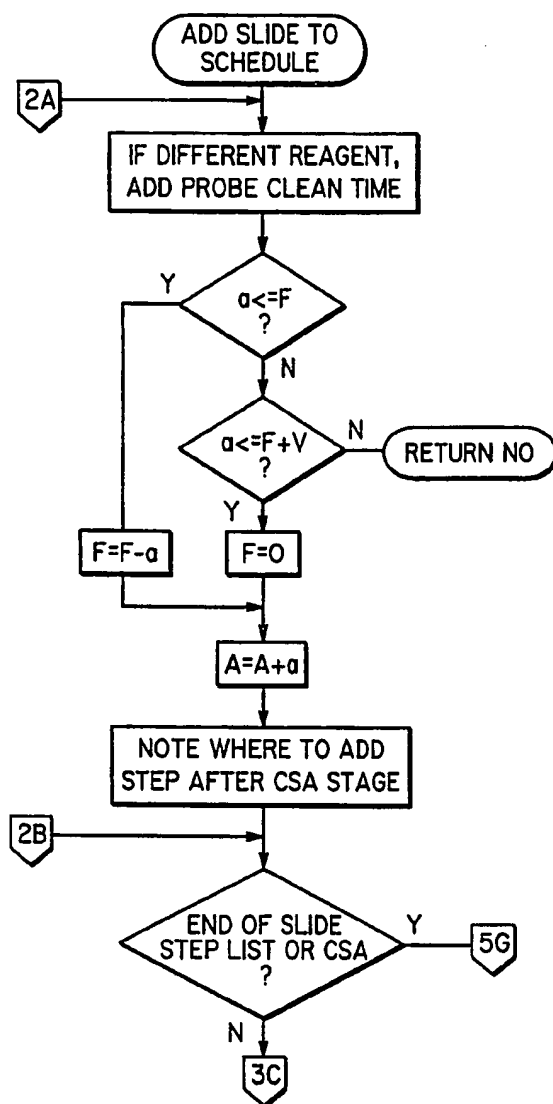 ADD SLIDE TO
SCHEDULE
2A
IF DIFFERENT REAGENT,
ADD PROBE CLEAN TIME
Y
a<=F
?
N
a<=F+V
?
N
RETURN NO
Y
F=F-a
F=0
A=A+a
NOTE WHERE TO ADD
STEP AFTER CSA STAGE
2B
END OF SLIDE
STEP LIST OR CSA
?
Y
5G
N
3C